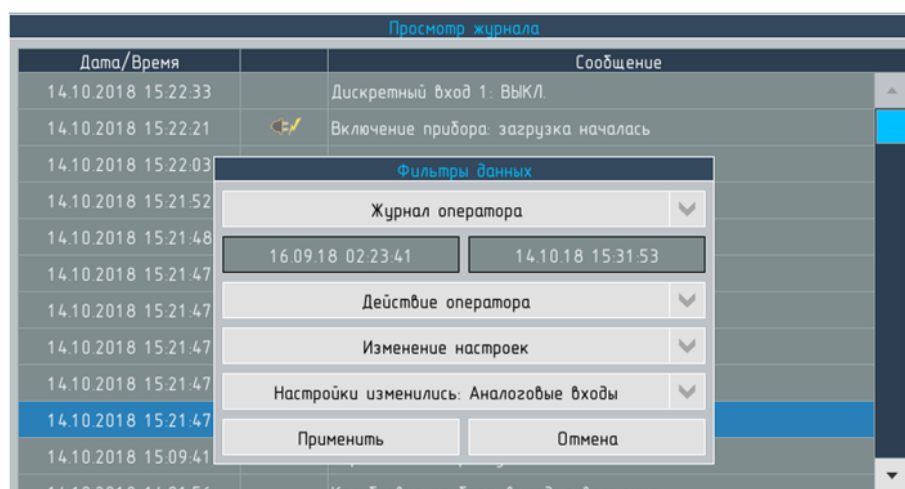 Просмотр журнала
Дата/Время Сообщение
14.10.2018 15:22:33 Дискретный вход 1: ВЫКЛ.
14.10.2018 15:22:21 Включение прибора: загрузка началась
14.10.2018 15:22:03
Фильтры данных
14.10.2018 15:21:52
Журнал оператора
14.10.2018 15:21:48
16.09.18 02:23:41 14.10.18 15:31:53
14.10.2018 15:21:47
Действие оператора
14.10.2018 15:21:47
14.10.2018 15:21:47
Изменение настроек
14.10.2018 15:21:47
Настройки изменились: Аналоговые входы
14.10.2018 15:21:47
Применить Отмена
14.10.2018 15:09:41